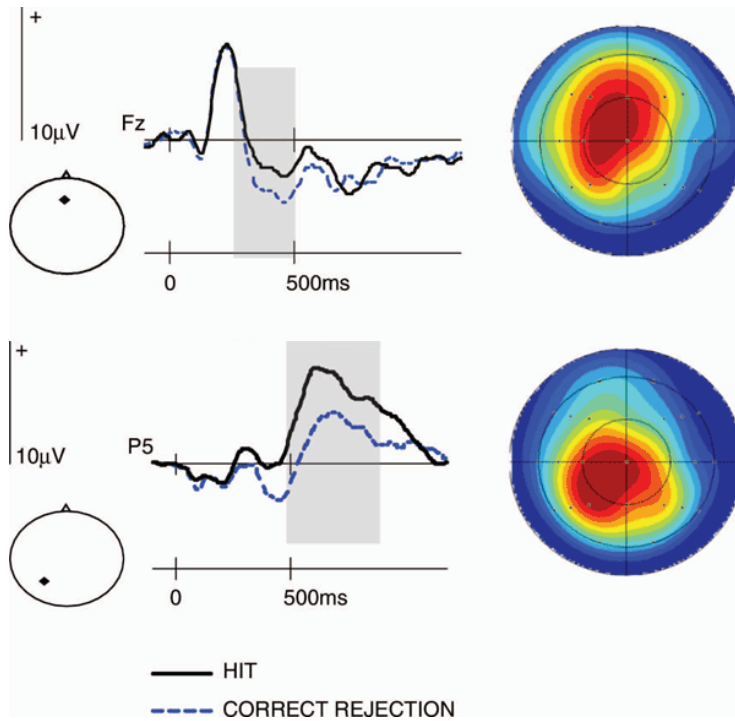 +
10μV
Fz
0 500ms
+
10μV
P5
0 500ms
HIT
CORRECT REJECTION